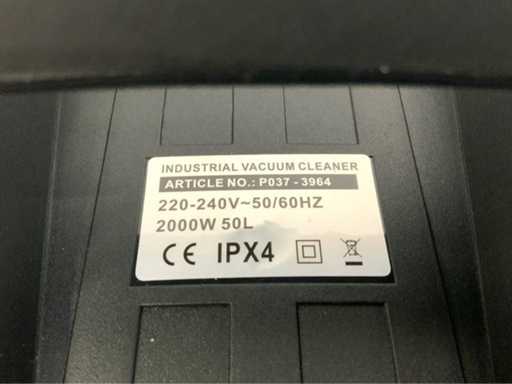 INDUSTRIAL VACUUM CLEANER
ARTICLE NO.: P037 - 3964
220-240V~50/60HZ
2000W 50L
CE IPX4